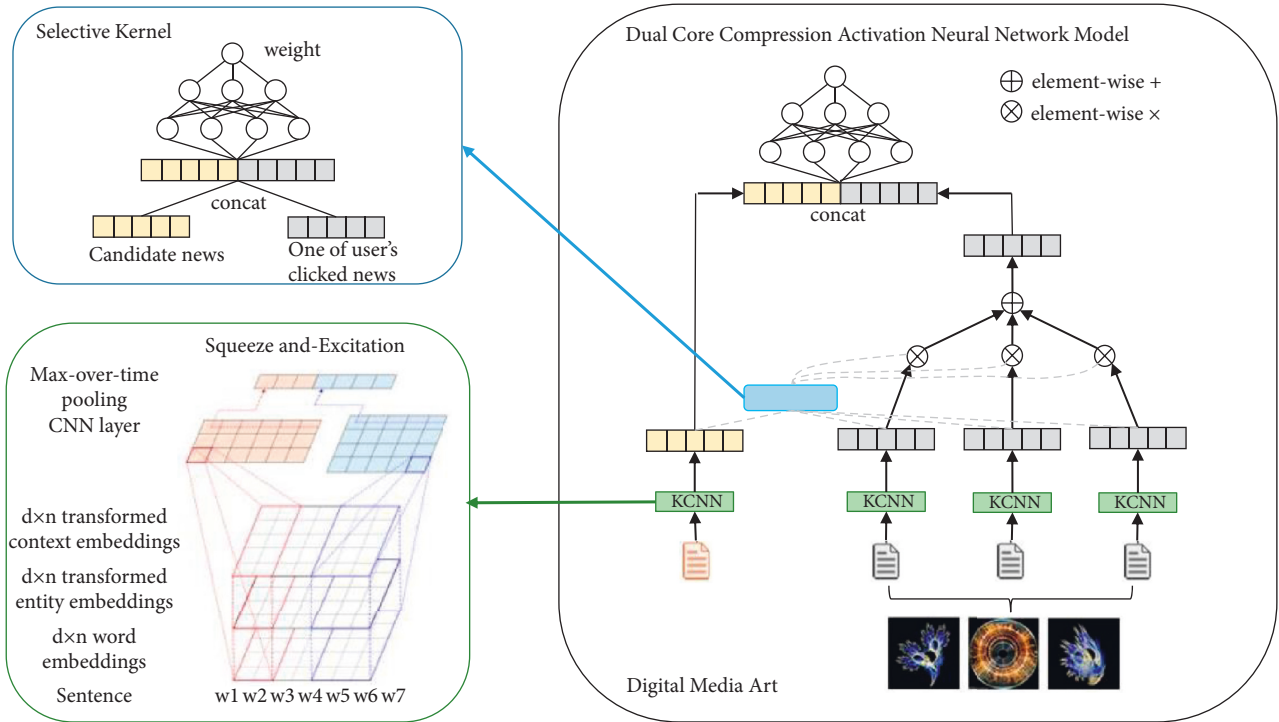 Selective Kernel
weight
concat
Candidate news
One of user's
clicked news
Squeeze and-Excitation
Max-over-time
pooling
CNN layer
d×n transformed
context embeddings
d×n transformed
entity embeddings
d×n word
embeddings
Sentence
w1 w2 w3 w4 w5 w6 w7
Dual Core Compression Activation Neural Network Model
element-wise +
element-wise ×
concat
KCNN
KCNN
KCNN
KCNN
Digital Media Art